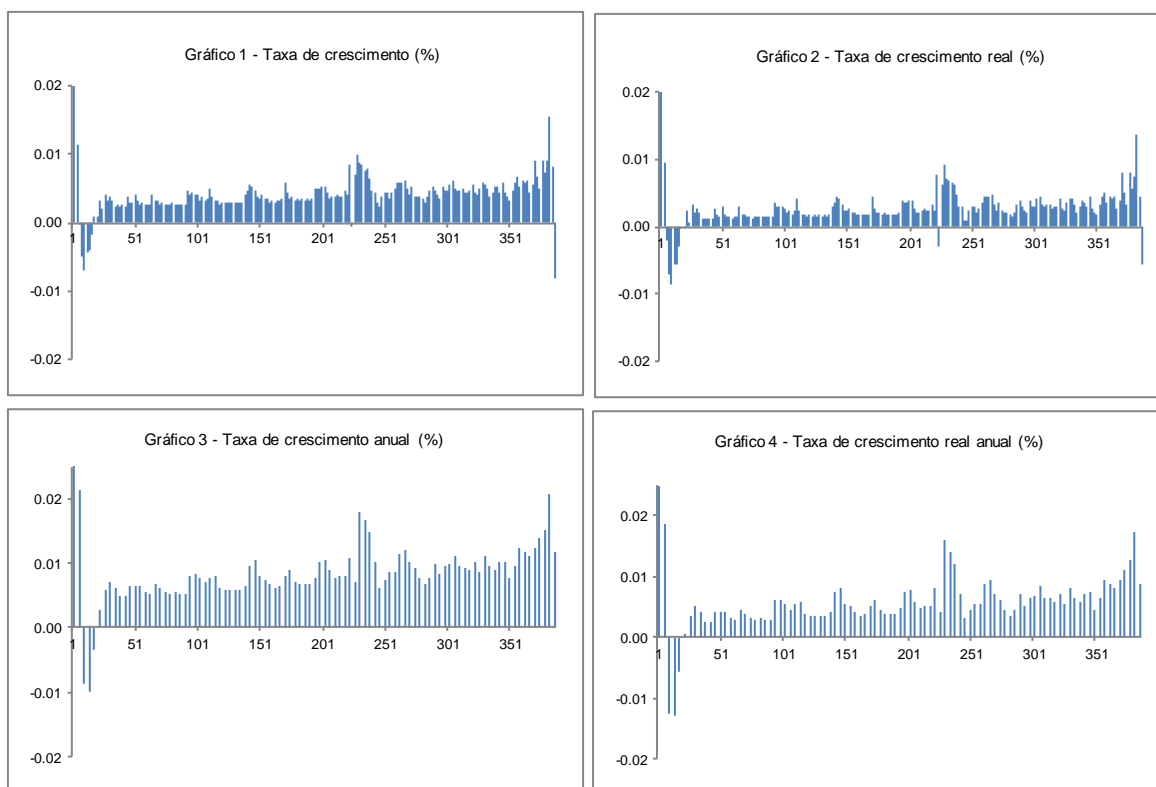 Gráfico 1 - Taxa de crescimento (%)
0.02
0.01
0.00
-0.01
-0.02
1 51 101 151 201 251 301 351
Gráfico 2 - Taxa de crescimento real (%)
0.02
0.01
0.00
-0.01
-0.02
1 51 101 151 201 251 301 351
Gráfico 3 - Taxa de crescimento anual (%)
0.02
0.01
0.00
-0.01
-0.02
1 51 101 151 201 251 301 351
Gráfico 4 - Taxa de crescimento real anual (%)
0.02
0.01
0.00
-0.01
-0.02
1 51 101 151 201 251 301 351